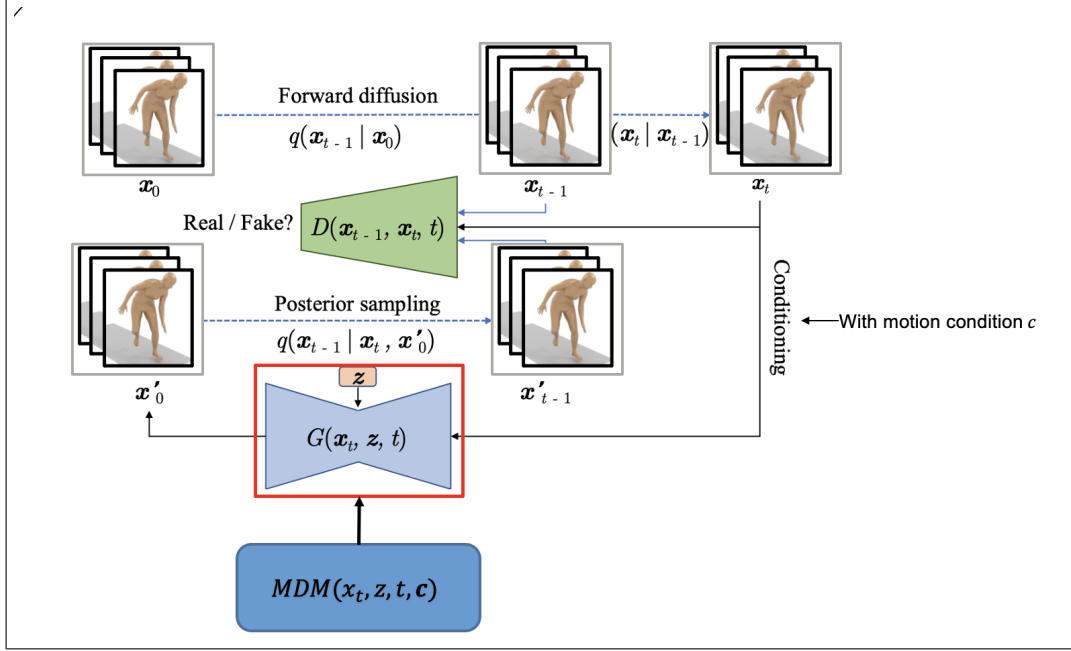 Forward diffusion
q(x_{t-1} | x_0)
(x_t | x_{t-1})
x_0
x_{t-1}
x_t
Real / Fake?
D(x_{t-1}, x_t, t)
Posterior sampling
q(x_{t-1} | x_t, x'_0)
Conditioning
With motion condition c
x'_0
x'_{t-1}
z
G(x_t, z, t)
MDM(x_t, z, t, c)